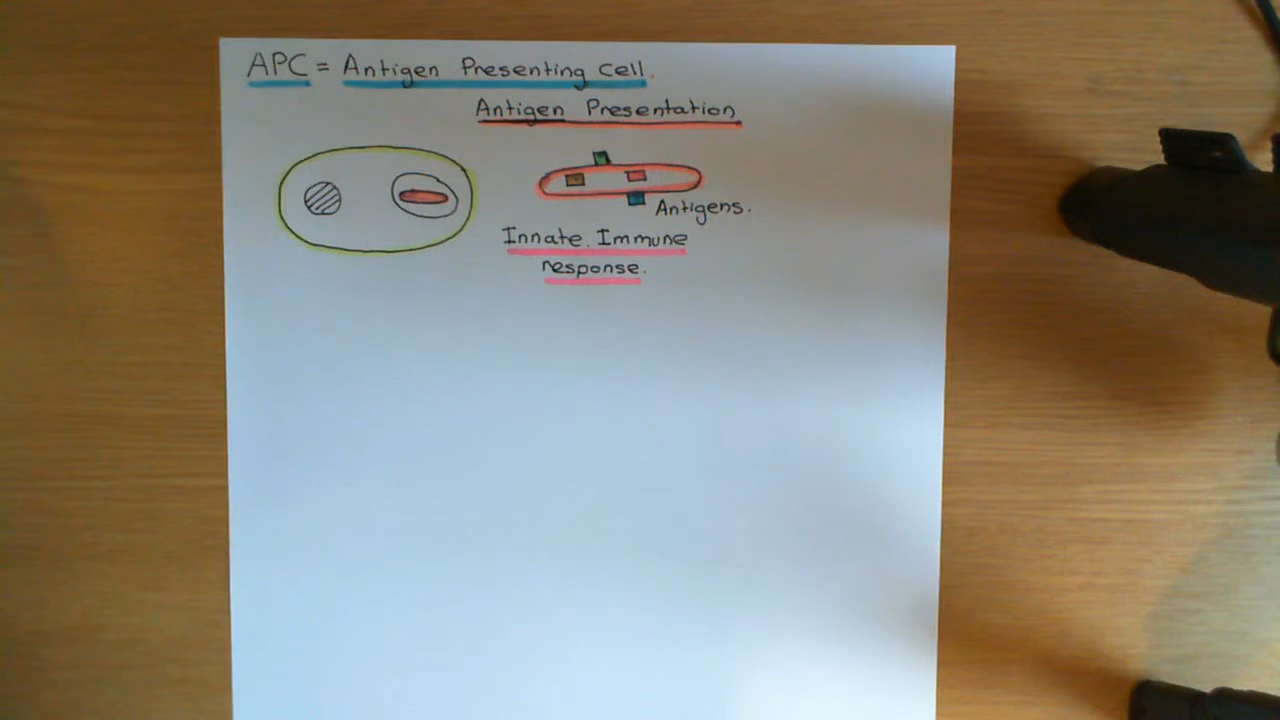 APC = Antigen Presenting Cell.
Antigen Presentation
Antigens.
Innate Immune
response.